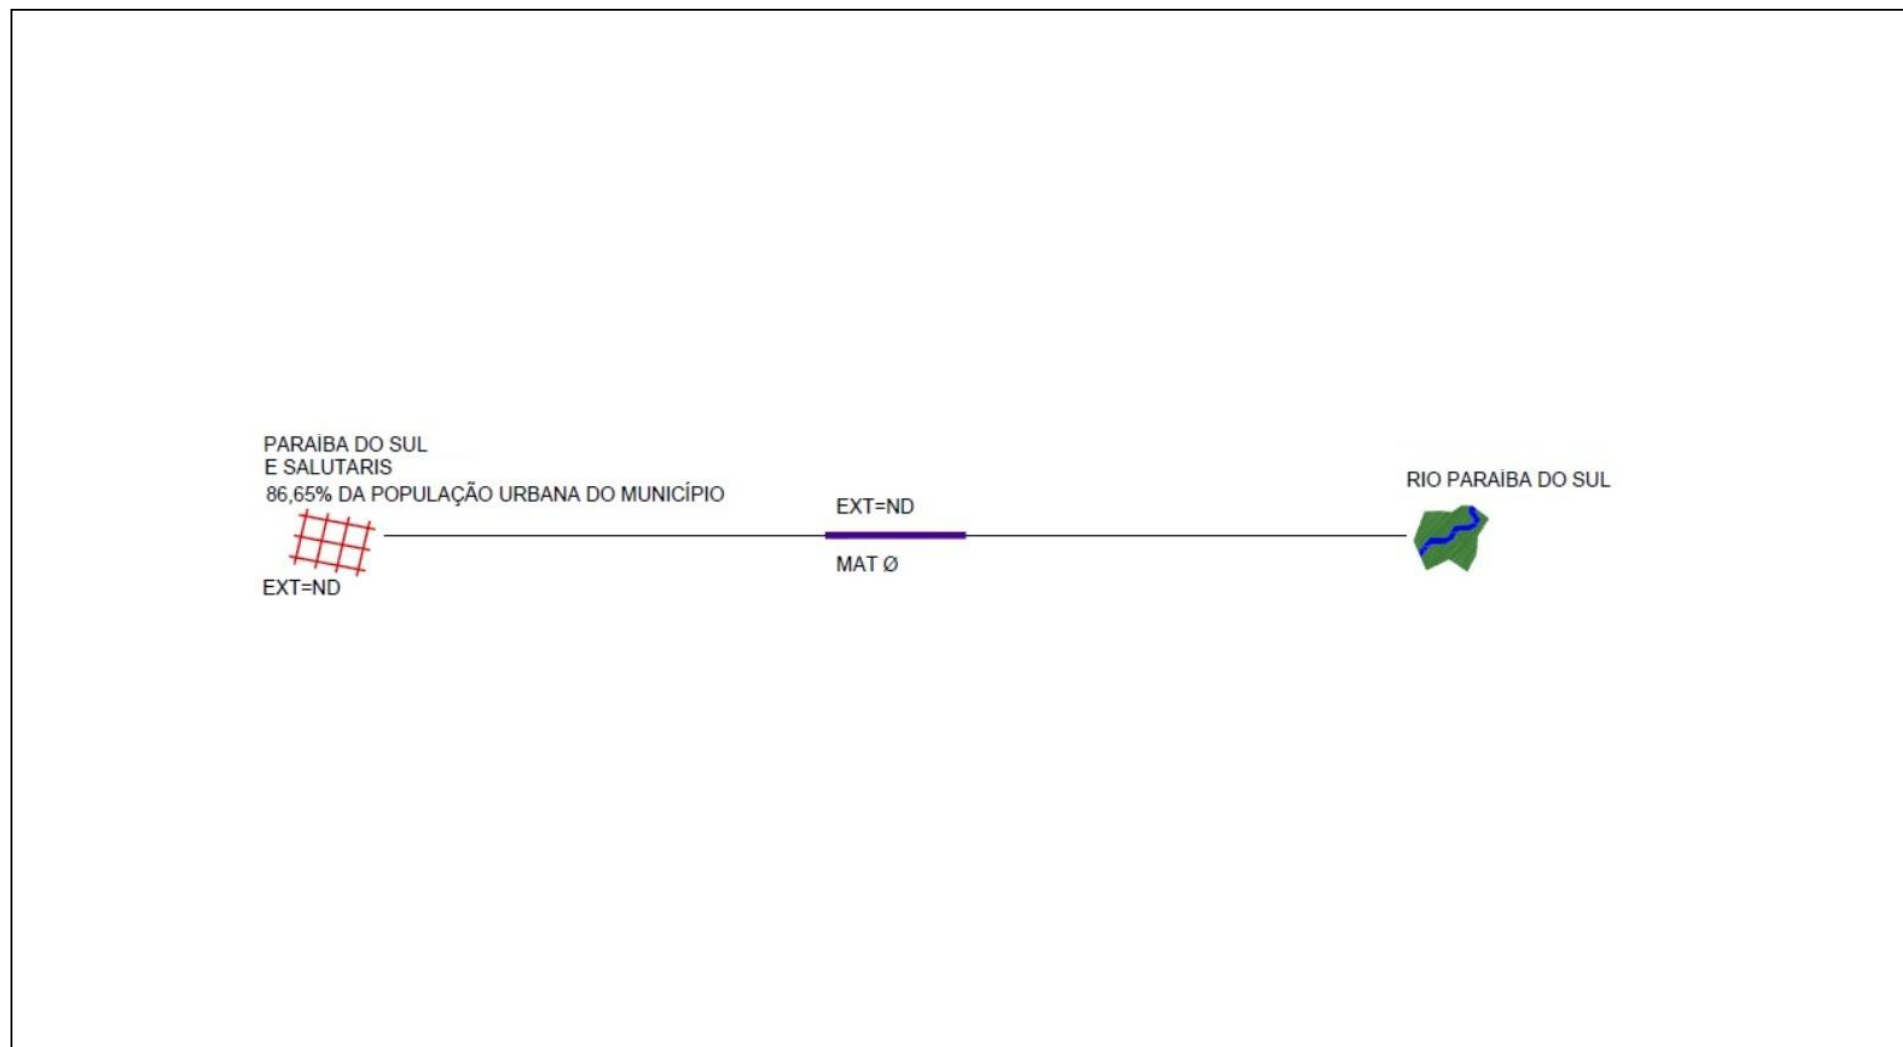 PARAÍBA DO SUL
E SALUTARIS
86,65% DA POPULAÇÃO URBANA DO MUNICÍPIO
EXT=ND
EXT=ND
MAT Ø
RIO PARAÍBA DO SUL